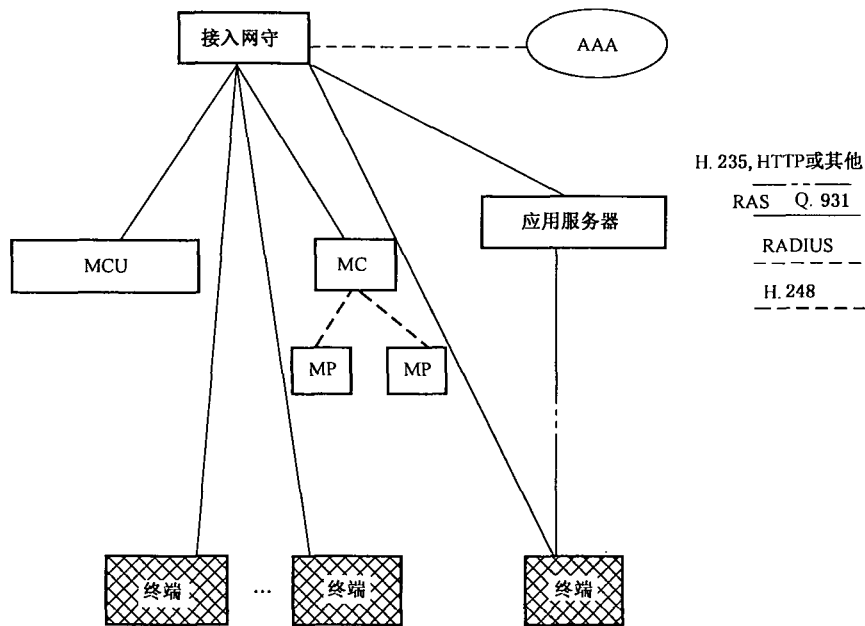 接入网守
AAA
H. 235, HTTP或其他
RAS Q. 931
应用服务器
MCU
MC
RADIUS
H. 248
MP
MP
终端
...
终端
终端